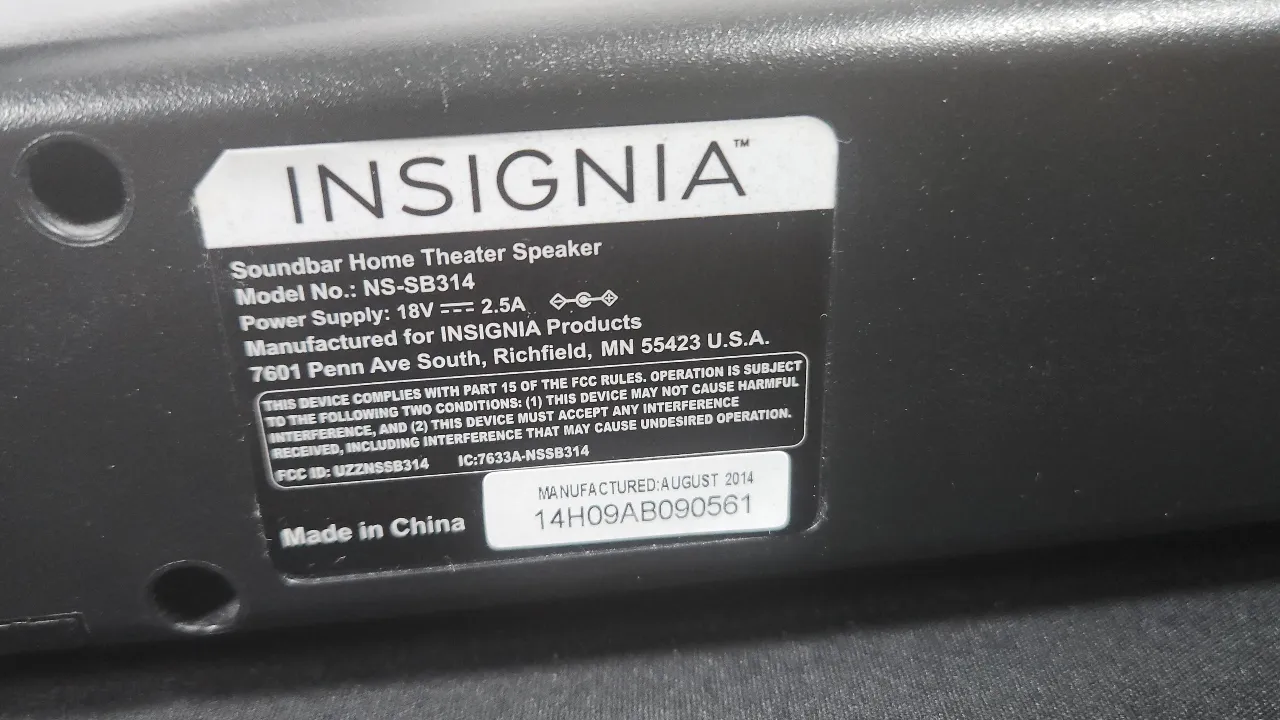 INSIGNIA™
Soundbar Home Theater Speaker
Model No.: NS-SB314
Power Supply: 18V ⎓ 2.5A
Manufactured for INSIGNIA Products
7601 Penn Ave South, Richfield, MN 55423 U.S.A.
THIS DEVICE COMPLIES WITH PART 15 OF THE FCC RULES. OPERATION IS SUBJECT
TO THE FOLLOWING TWO CONDITIONS: (1) THIS DEVICE MAY NOT CAUSE HARMFUL
INTERFERENCE, AND (2) THIS DEVICE MUST ACCEPT ANY INTERFERENCE
RECEIVED, INCLUDING INTERFERENCE THAT MAY CAUSE UNDESIRED OPERATION.
FCC ID: UZZNSSB314 IC:7633A-NSSB314
MANUFACTURED:AUGUST 2014
14H09AB090561
Made in China